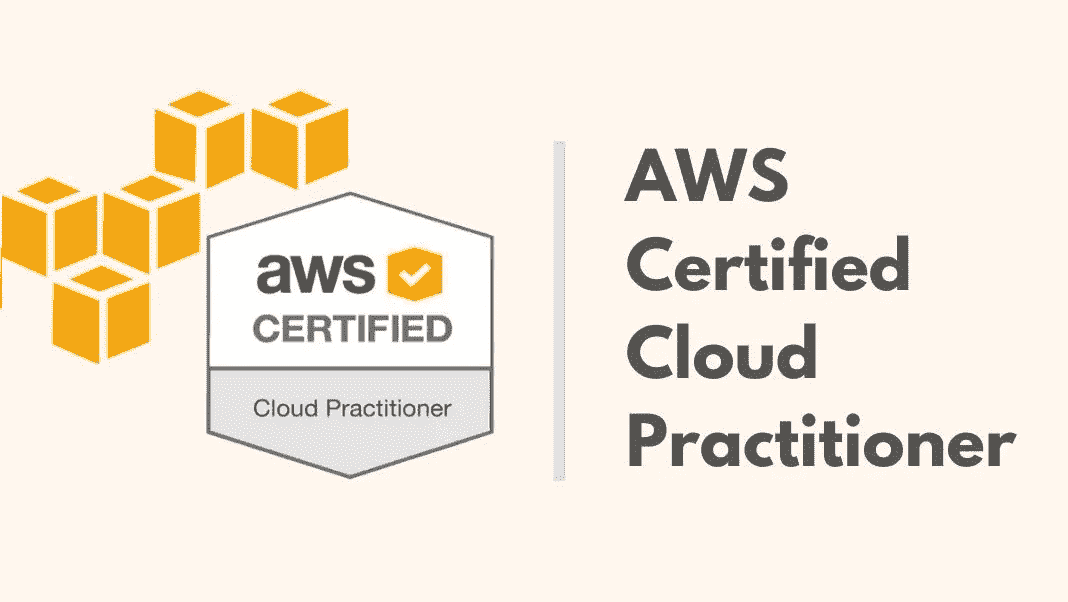 aws
CERTIFIED
Cloud Practitioner
AWS
Certified
Cloud
Practitioner